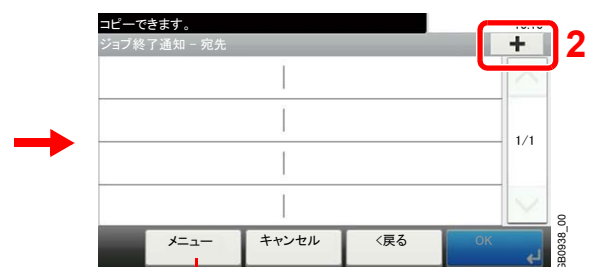 コピーできます。
ジョブ終了通知 - 宛先
+
2
1/1
メニュー
キャンセル
<戻る
OK
GB0938_00